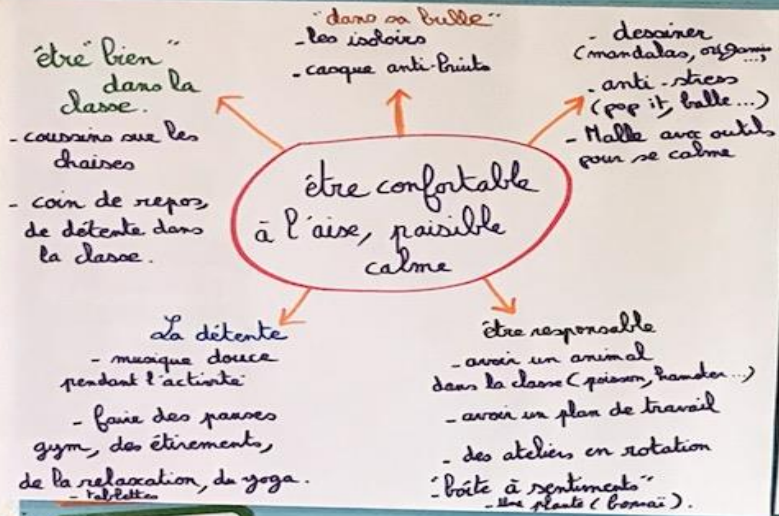 être "bien"
dans la
classe.
- coussins sur les
chaises
- coin de repos,
de détente dans
la classe.
"dans sa bulle"
- les isoloirs
- casque anti-bruits
- dessiner
(mandalas, origamis
...)
- anti-stress
(pop it, balle...)
- Malle avec outils
pour se calme
être confortable
à l'aise, paisible
calme
La détente
- musique douce
pendant l'activité
- faire des pauses
gym, des étirements,
de la relaxation, du yoga.
- tablettes
être responsable
- avoir un animal
dans la classe (poisson, hamster...)
- avoir un plan de travail
- des ateliers en rotation
- "boîte à sentiments"
- une plante (bonzaï).